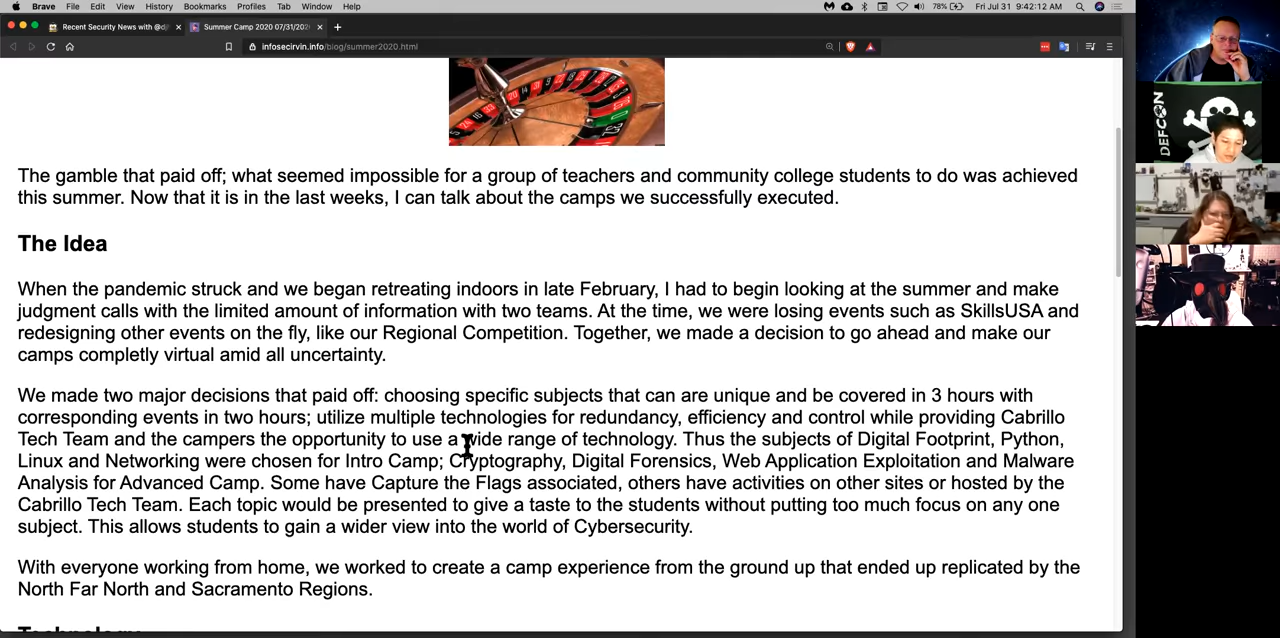 Brave File Edit View History Bookmarks Profiles Tab Window Help 78% Fri Jul 31 9:42:12 AM
Recent Security News with @d Summer Camp 2020 07/31/202
infosecirvin.info/biog/summer2020.html
DEFCON
The gamble that paid off; what seemed impossible for a group of teachers and community college students to do was achieved
this summer. Now that it is in the last weeks, I can talk about the camps we successfully executed.
The Idea
When the pandemic struck and we began retreating indoors in late February, I had to begin looking at the summer and make
judgment calls with the limited amount of information with two teams. At the time, we were losing events such as SkillsUSA and
redesigning other events on the fly, like our Regional Competition. Together, we made a decision to go ahead and make our
camps completly virtual amid all uncertainty.
We made two major decisions that paid off: choosing specific subjects that can are unique and be covered in 3 hours with
corresponding events in two hours; utilize multiple technologies for redundancy, efficiency and control while providing Cabrillo
Tech Team and the campers the opportunity to use a wide range of technology. Thus the subjects of Digital Footprint, Python,
Linux and Networking were chosen for Intro Camp; Cryptography, Digital Forensics, Web Application Exploitation and Malware
Analysis for Advanced Camp. Some have Capture the Flags associated, others have activities on other sites or hosted by the
Cabrillo Tech Team. Each topic would be presented to give a taste to the students without putting too much focus on any one
subject. This allows students to gain a wider view into the world of Cybersecurity.
With everyone working from home, we worked to create a camp experience from the ground up that ended up replicated by the
North Far North and Sacramento Regions.
Technology